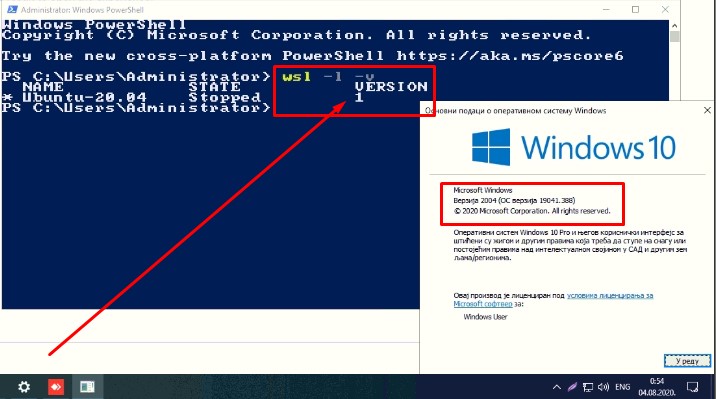 Administrator: Windows PowerShell
Windows PowerShell
Copyright (C) Microsoft Corporation. All rights reserved.
Try the new cross-platform PowerShell https://aka.ms/pscore6
PS C:\Users\Administrator> wsl -l -v
NAME STATE VERSION
* Ubuntu-20.04 Stopped 1
PS C:\Users\Administrator>
Основни подаци о оперативном систему Windows
Windows 10
Microsoft Windows
Верзија 2004 (ОС верзија 19041.388)
© 2020 Microsoft Corporation. All rights reserved.
Оперативни систем Windows 10 Pro и његов кориснички интерфејс за
штићени су жигом и другим правима која треба да ступе на снагу или
постојећим правима над интелектуалном својином у САД и другим зем
љама/регионима.
Овај производ је лиценциран под условима лиценцирања за
Microsoft софтвер за:
Windows User
У реду
ENG
0:54
04.08.2020.